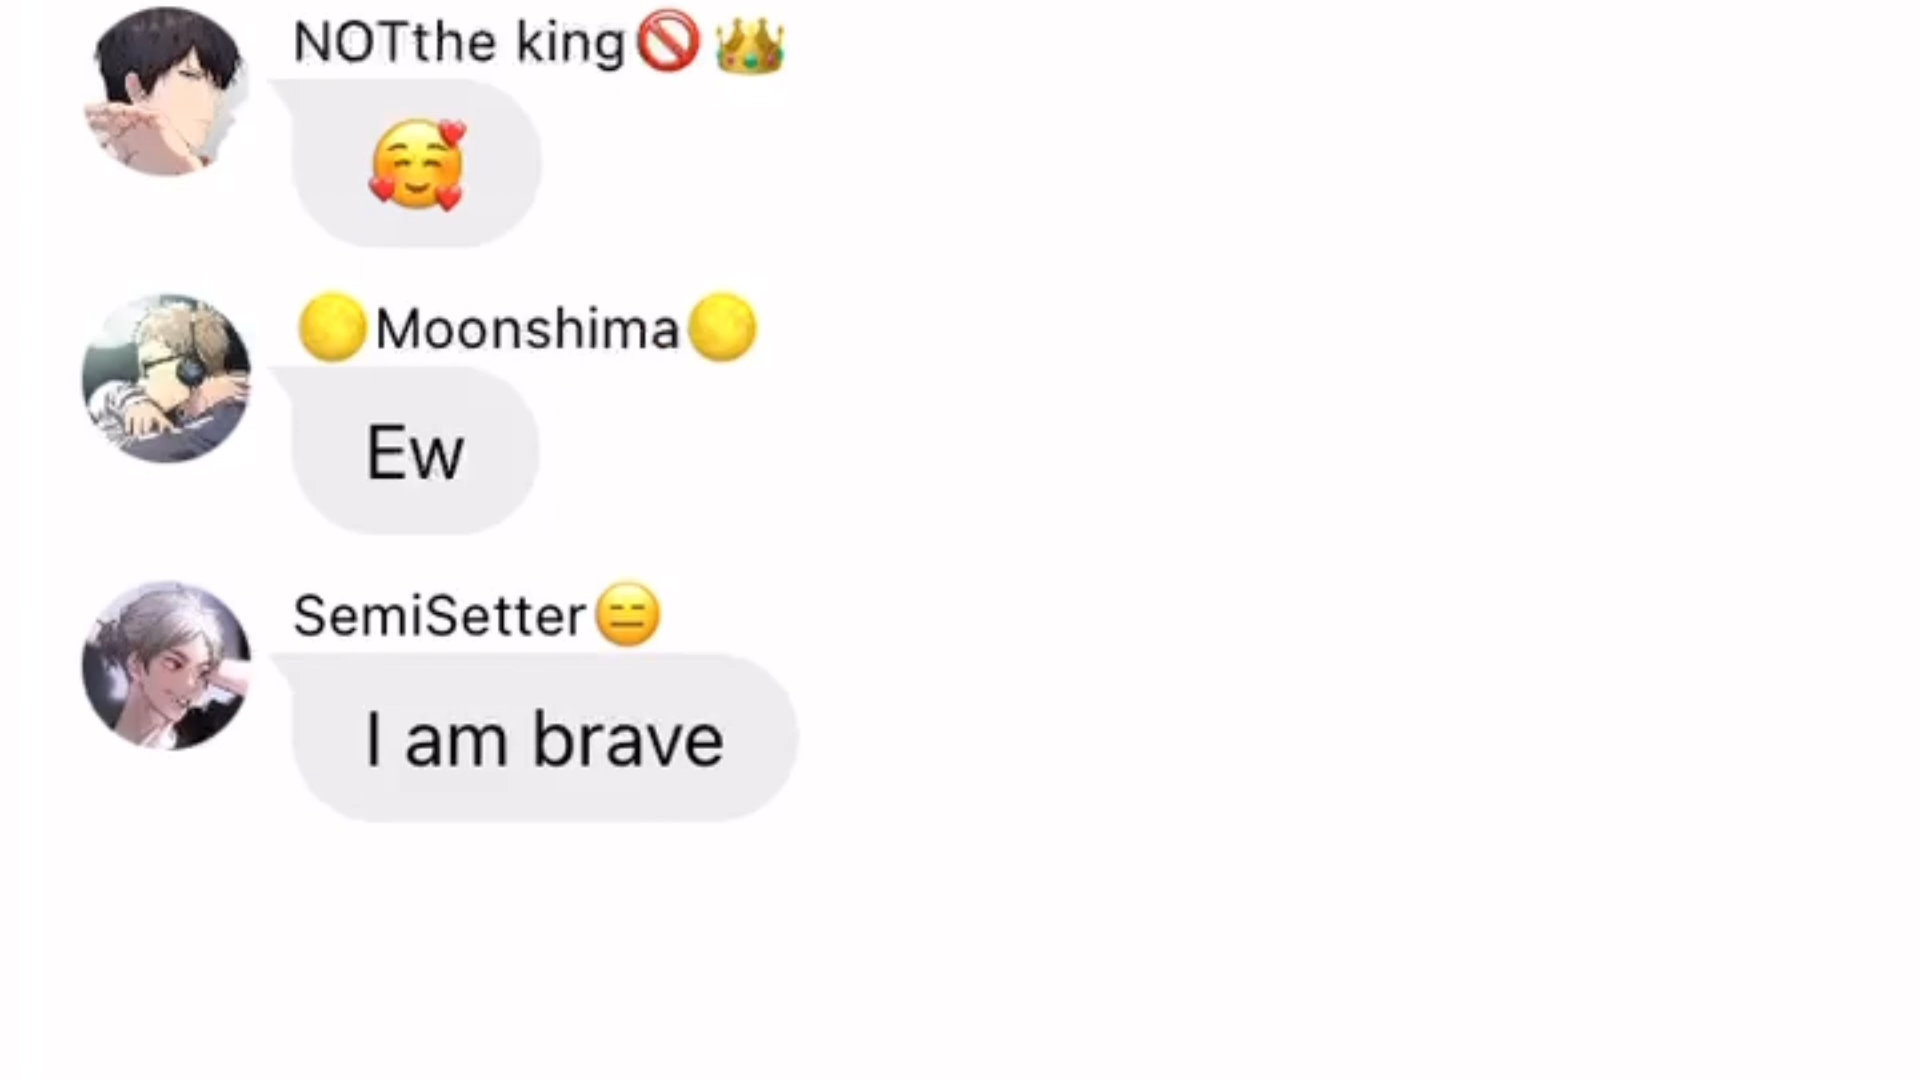 NOTthe king🚫👑
🥰
🌕Moonshima🌕
Ew
SemiSetter😑
I am brave